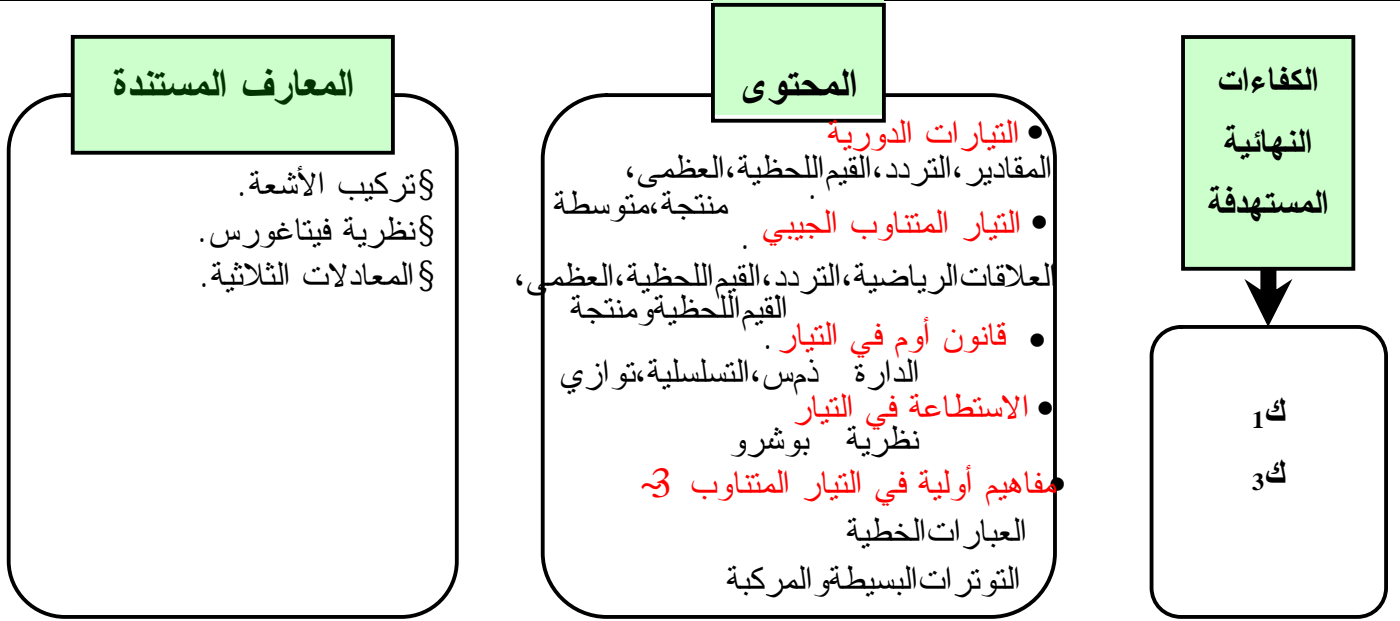 الكفاءات
النهائية
المستهدفة
ك1
ك3
المحتوى
• التيارات الدورية
المقادير،التردد،القيم اللحظية،العظمى،
منتجة،متوسطة .
• التيار المتناوب الجيبي .
العلاقات الرياضية،التردد،القيم اللحظية،العظمى،
القيم اللحظية ومنتجة
• قانون أوم في التيار .
الدارة ذمس،التسلسلية،توازي
• الاستطاعة في التيار
نظرية بوشرو
•مفاهيم أولية في التيار المتناوب 3~
العبارات الخطية
التوترات البسيطة و المركبة
المعارف المستندة
§تركيب الأشعة.
§نظرية فيتاغورس.
§المعادلات الثلاثية.